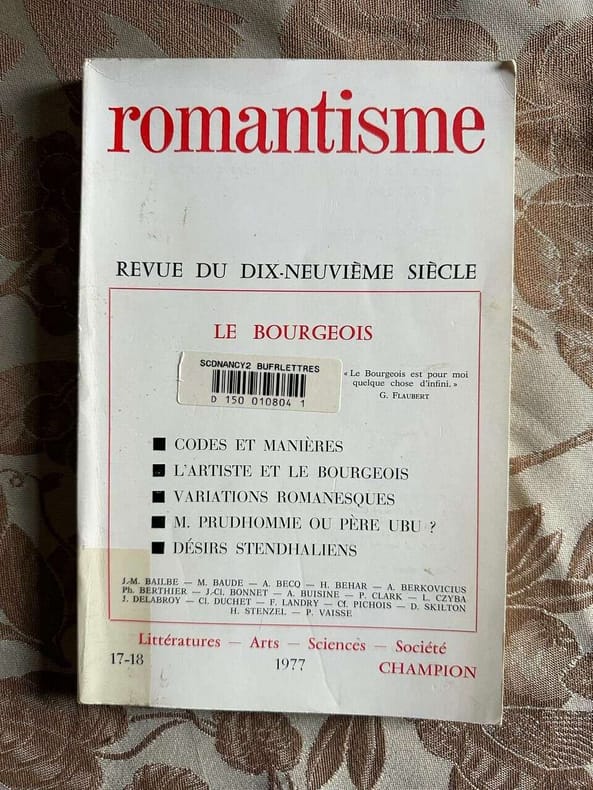 romantisme
REVUE DU DIX-NEUVIÈME SIÈCLE
LE BOURGEOIS
SCDNANCY2 BUFRLETTRES
D 150 010804 1
« Le Bourgeois est pour moi
quelque chose d'infini. »
G. FLAUBERT
■ CODES ET MANIÈRES
■ L'ARTISTE ET LE BOURGEOIS
■ VARIATIONS ROMANESQUES
■ M. PRUDHOMME OU PÈRE UBU ?
■ DÉSIRS STENDHALIENS
J.-M. BAILBE — M. BAUDE — A. BECQ — H. BEHAR — A. BERKOVICIUS
Ph. BERTHIER — J.-Cl. BONNET — A. BUISINE — P. CLARK — L. CZYBA
J. DELABROY — Cl. DUCHET — F. LANDRY — Cl. PICHOIS — D. SKILTON
H. STENZEL — P. VAISSE
Littératures — Arts — Sciences — Société
17-18 1977 CHAMPION